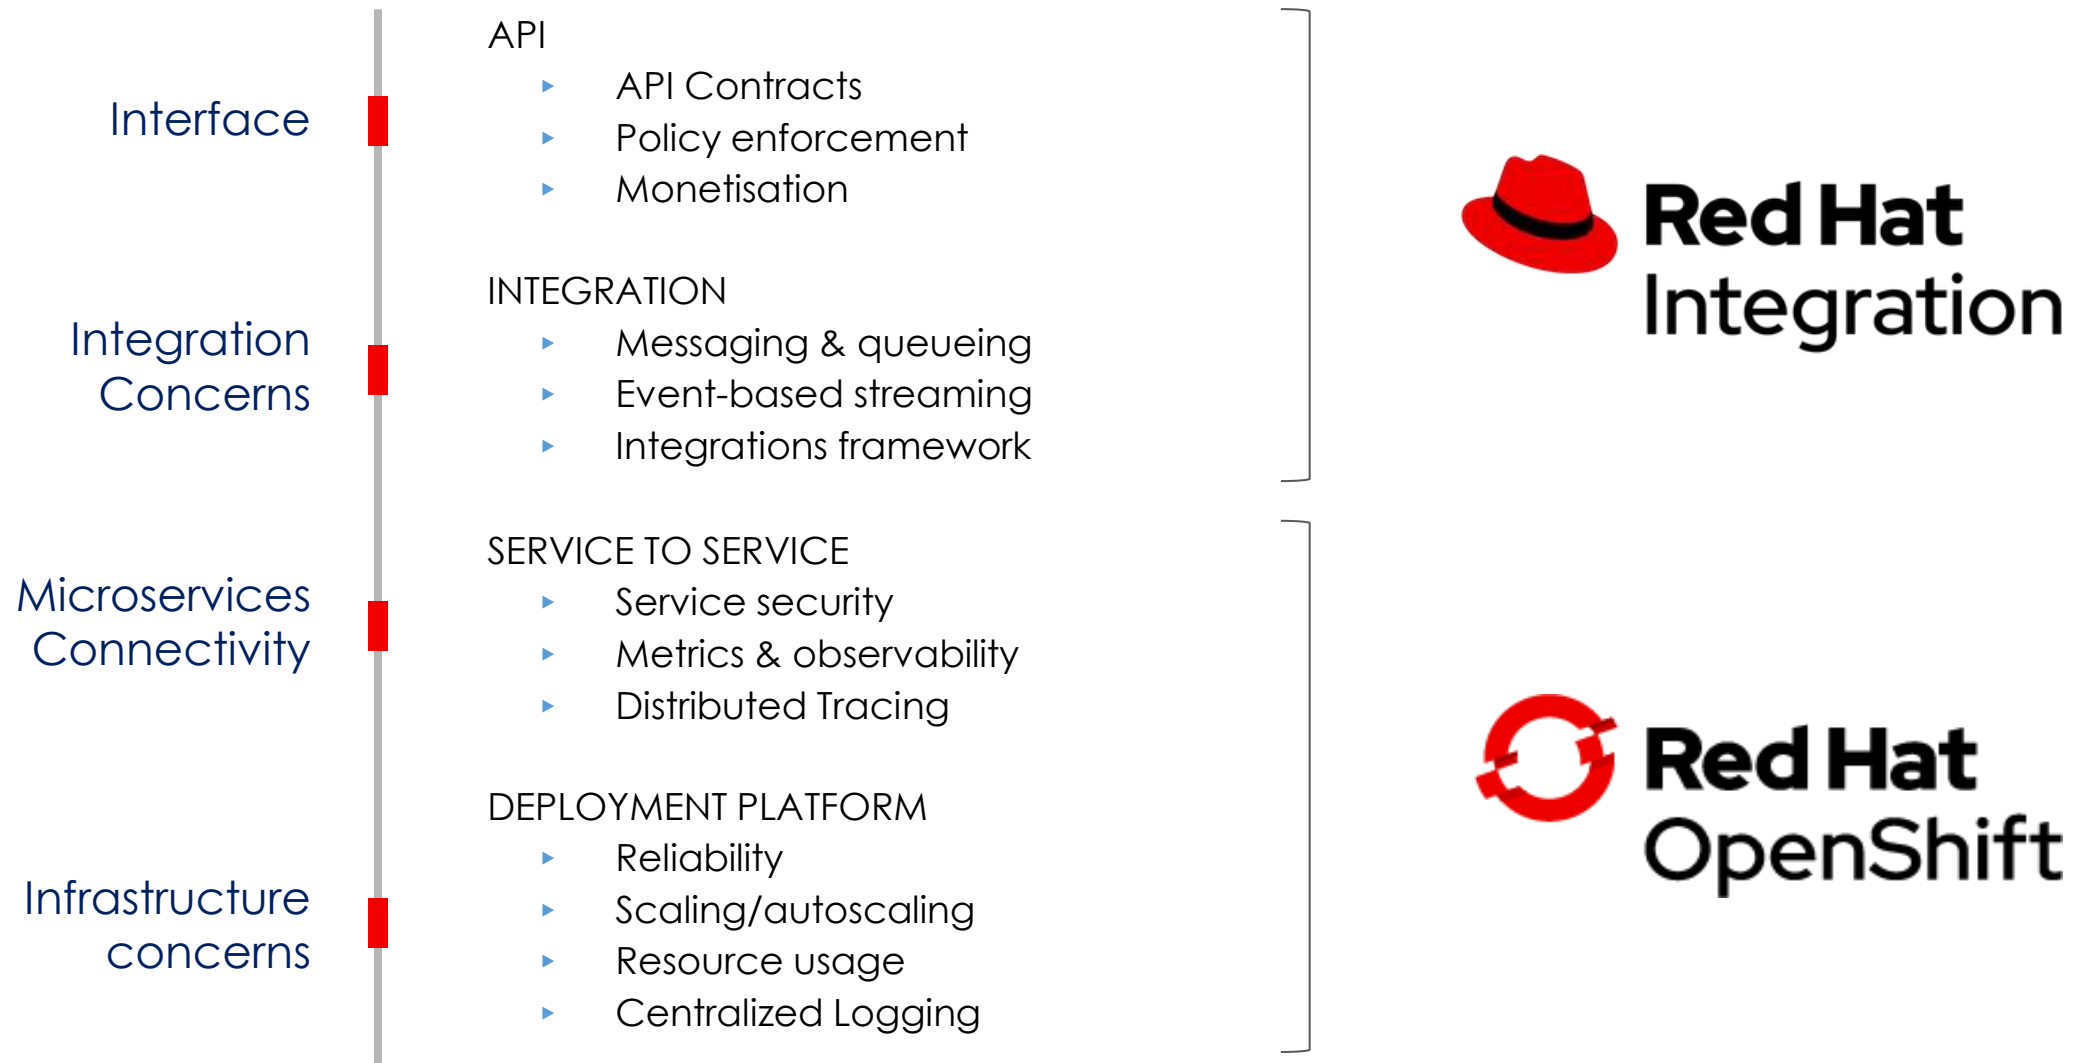 Interface
API
▸ API Contracts
▸ Policy enforcement
▸ Monetisation
Integration
Concerns
INTEGRATION
▸ Messaging & queueing
▸ Event-based streaming
▸ Integrations framework
Red Hat
Integration
Microservices
Connectivity
SERVICE TO SERVICE
▸ Service security
▸ Metrics & observability
▸ Distributed Tracing
Infrastructure
concerns
DEPLOYMENT PLATFORM
▸ Reliability
▸ Scaling/autoscaling
▸ Resource usage
▸ Centralized Logging
Red Hat
OpenShift